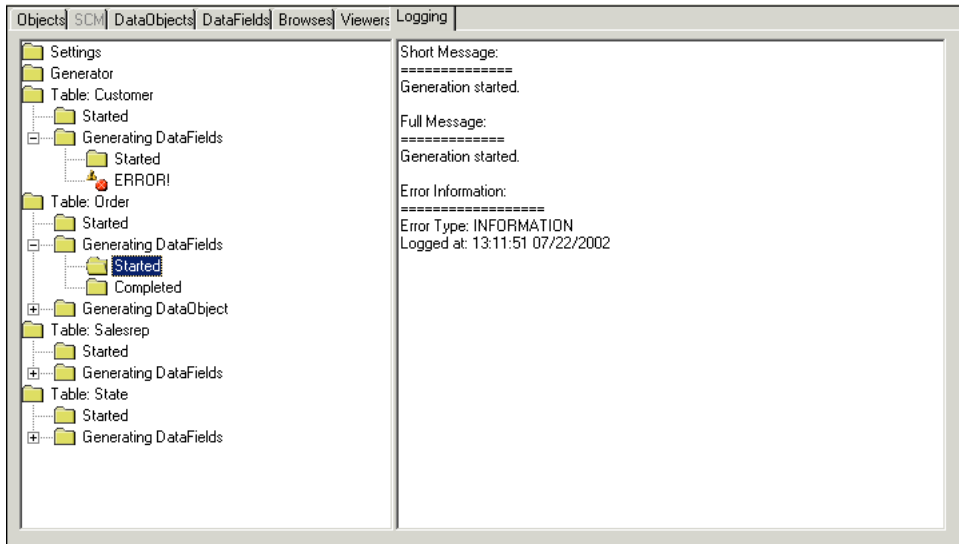 Objects SCM DataObjects DataFields Browses Viewers Logging
Settings
Generator
Table: Customer
Started
Generating DataFields
Started
ERROR!
Table: Order
Started
Generating DataFields
Started
Completed
Generating DataObject
Table: Salesrep
Started
Generating DataFields
Table: State
Started
Generating DataFields
Short Message:
==============
Generation started.
Full Message:
=============
Generation started.
Error Information:
==================
Error Type: INFORMATION
Logged at: 13:11:51 07/22/2002